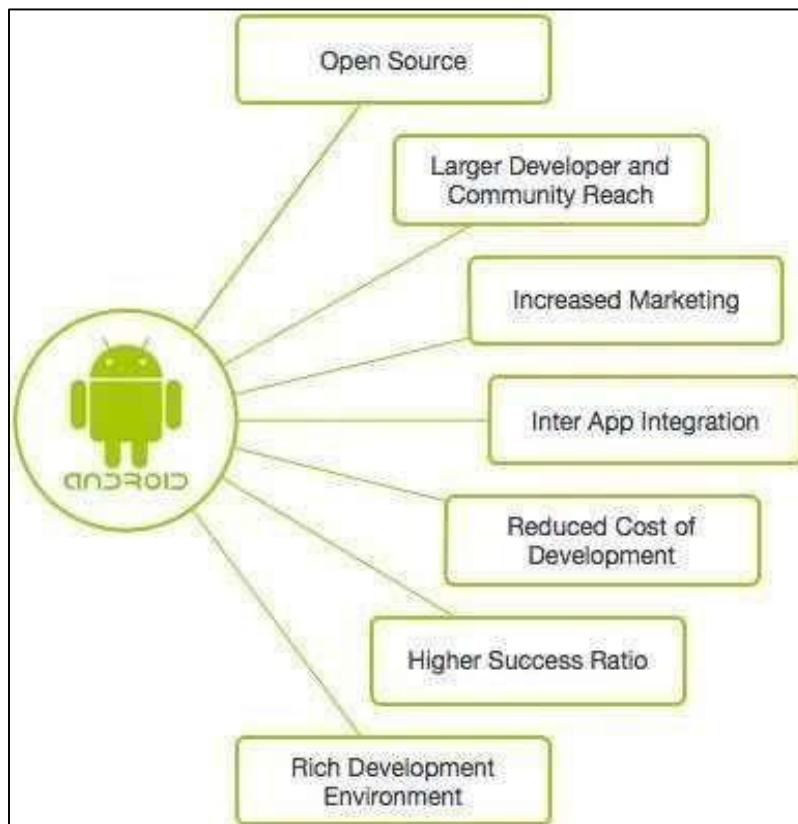 Open Source
Larger Developer and
Community Reach
Increased Marketing
ANDROID
Inter App Integration
Reduced Cost of
Development
Higher Success Ratio
Rich Development
Environment